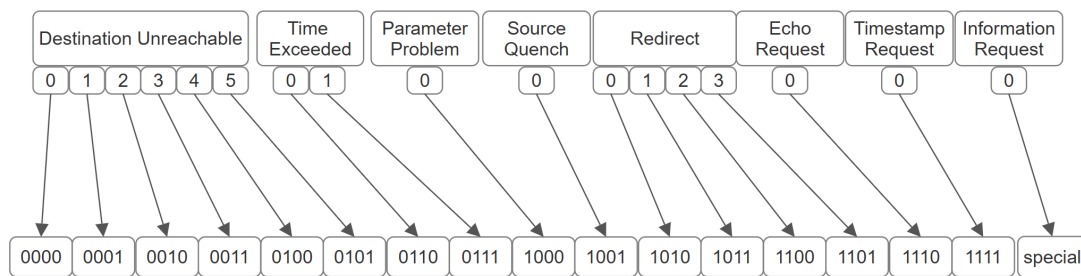 Destination Unreachable
Time
Exceeded
Parameter
Problem
Source
Quench
Redirect
Echo
Request
Timestamp
Request
Information
Request
0 1 2 3 4 5 0 1 0 0 0 1 2 3 0 0 0
0000 0001 0010 0011 0100 0101 0110 0111 1000 1001 1010 1011 1100 1101 1110 1111 special